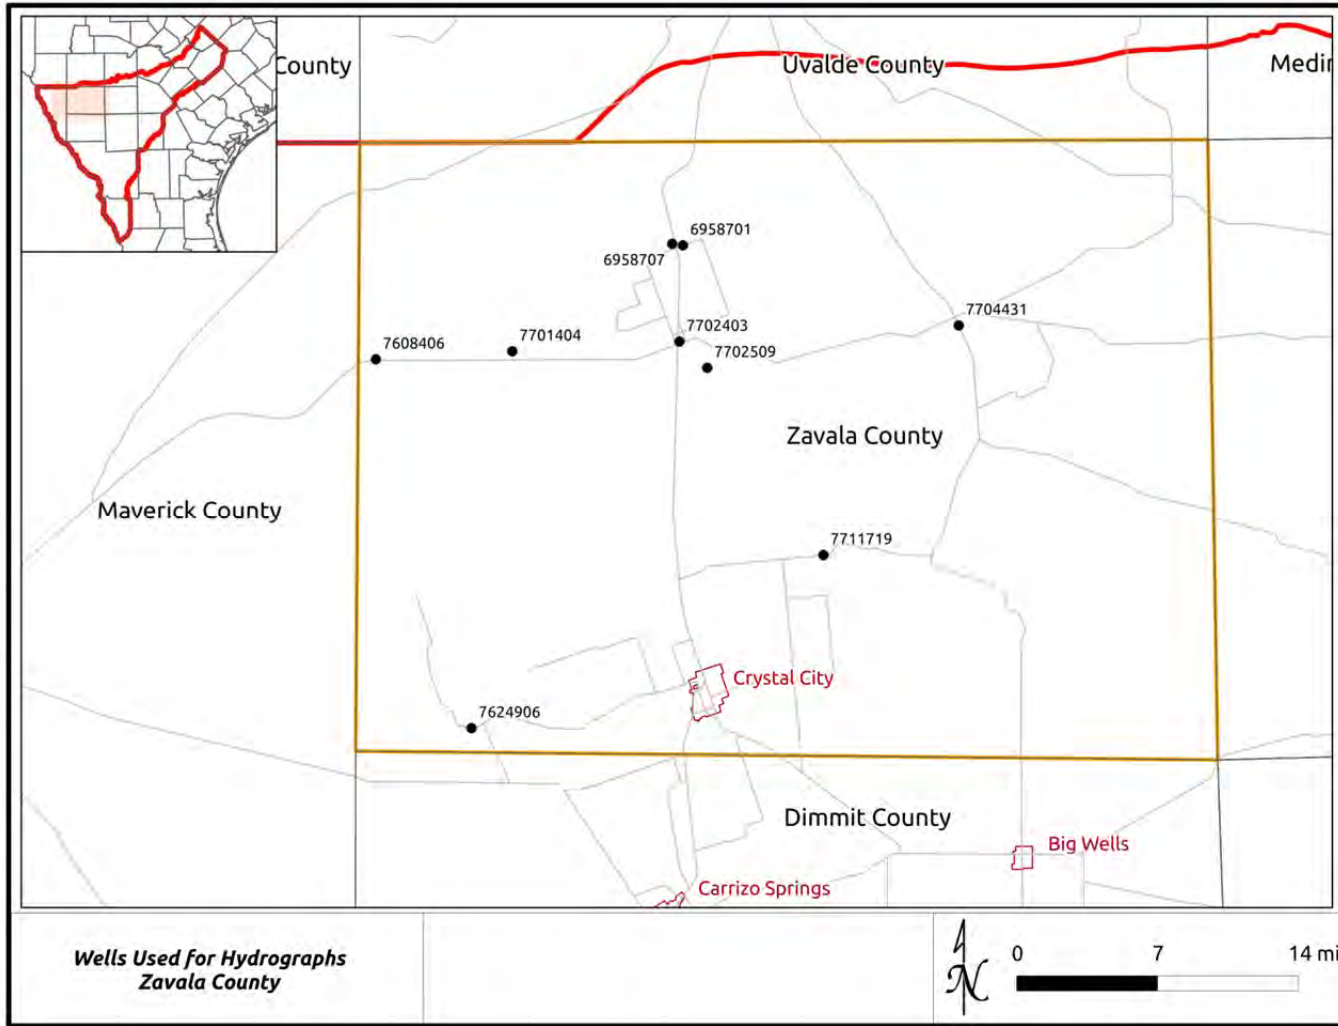 County
Uvalde County
Medin
6958701
6958707
7704431
7702403
7608406
7701404
7702509
Zavala County
Maverick County
7711719
Crystal City
7624906
Dimmit County
Big Wells
Carrizo Springs
Wells Used for Hydrographs
Zavala County
N
0 7 14 mi